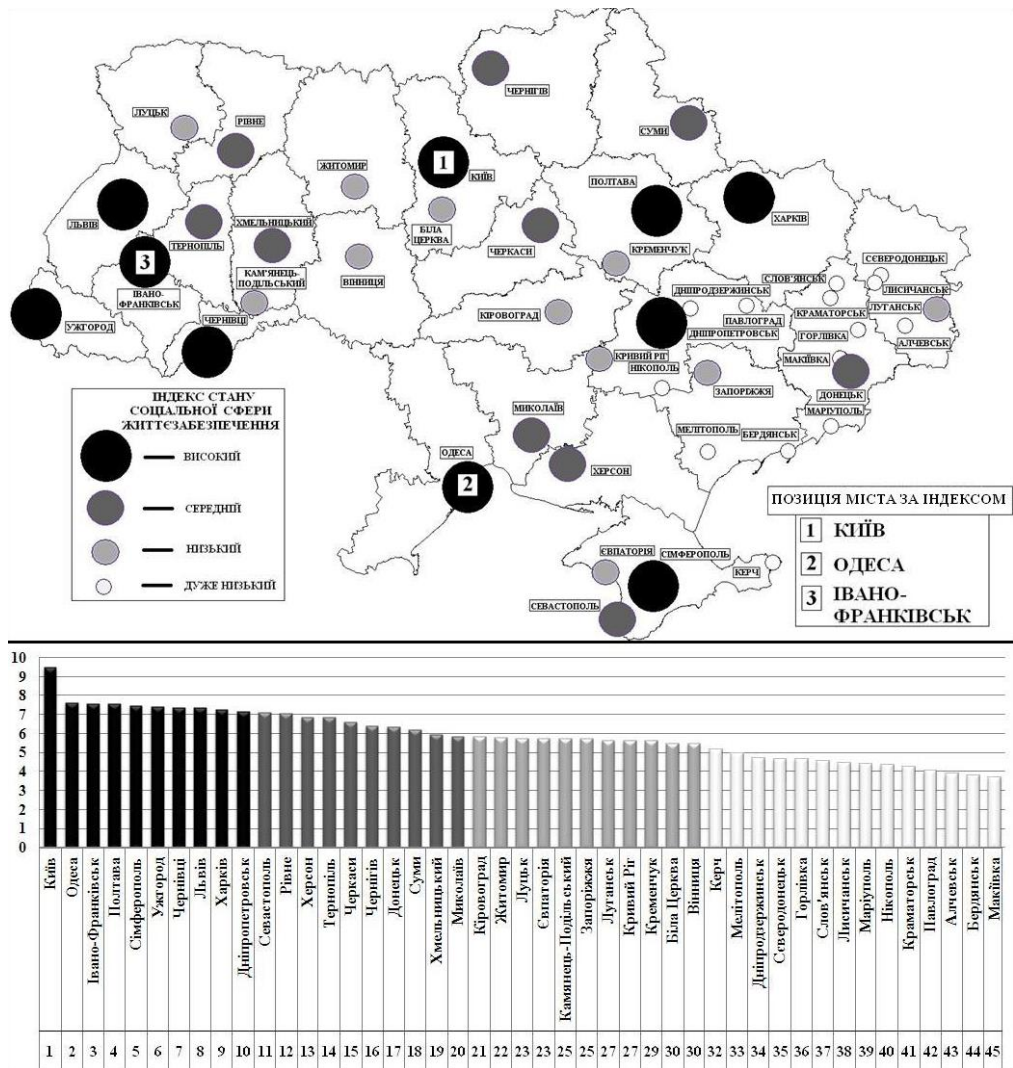 ЧЕРНІГІВ
ЛУЦЬК
РІВНЕ
СУМИ
ЖИТОМИР
1
КИЇВ
ПОЛТАВА
ЛЬВІВ
ХМЕЛЬНИЦЬКИЙ
БІЛА
ЦЕРКВА
ХАРКІВ
ТЕРНОПІЛЬ
ЧЕРКАСИ
КРЕМЕНЧУК
3
КАМ'ЯНЕЦЬ-
ПОДІЛЬСЬКИЙ
ВІННИЦЯ
СЄВЕРОДОНЕЦЬК
СЛОВ'ЯНСЬК
ІВАНО-
ФРАНКІВСЬК
ДНІПРОДЗЕРЖИНСЬК
ЛИСИЧАНСЬК
ЛУГАНСЬК
УЖГОРОД
ЧЕРНІВЦІ
КІРОВОГРАД
ПАВЛОГРАД
КРАМАТОРСЬК
ДНІПРОПЕТРОВСЬК
ГОРЛІВКА
АЛЧЕВСЬК
КРИВИЙ РІГ
НІКОПОЛЬ
МАКІЇВКА
ЗАПОРІЖЖЯ
ДОНЕЦЬК
МАРІУПОЛЬ
МИКОЛАЇВ
МЕЛІТОПОЛЬ
БЕРДЯНСЬК
ОДЕСА
ХЕРСОН
2
ЄВПАТОРІЯ
СІМФЕРОПОЛЬ
КЕРЧ
СЕВАСТОПОЛЬ
ІНДЕКС СТАНУ
СОЦІАЛЬНОЇ СФЕРИ
ЖИТТЄЗАБЕЗПЕЧЕННЯ
ВИСОКИЙ
СЕРЕДНІЙ
НИЗЬКИЙ
ДУЖЕ НИЗЬКИЙ
ПОЗИЦІЯ МІСТА ЗА ІНДЕКСОМ
1 КИЇВ
2 ОДЕСА
3 ІВАНО-
ФРАНКІВСЬК
10
9
8
7
6
5
4
3
2
1
0
Київ
Одеса
Івано-Франківськ
Полтава
Сімферополь
Ужгород
Чернівці
Львів
Харків
Дніпропетровськ
Севастополь
Рівне
Херсон
Тернопіль
Черкаси
Чернігів
Донецьк
Суми
Хмельницький
Миколаїв
Кіровоград
Житомир
Луцьк
Євпаторія
Камянець-Подільський
Запоріжжя
Луганськ
Кривий Ріг
Кременчук
Біла Церква
Вінниця
Керч
Мелітополь
Дніпродзержинськ
Сєверодонецьк
Горлівка
Слов'янськ
Лисичанськ
Маріуполь
Нікополь
Краматорськ
Павлоград
Алчевськ
Бердянськ
Макіївка
1 2 3 4 5 6 7 8 9 10 11 12 13 14 15 16 17 18 19 20 21 22 23 23 25 25 27 27 29 30 30 32 33 34 35 36 37 38 39 40 41 42 43 44 45